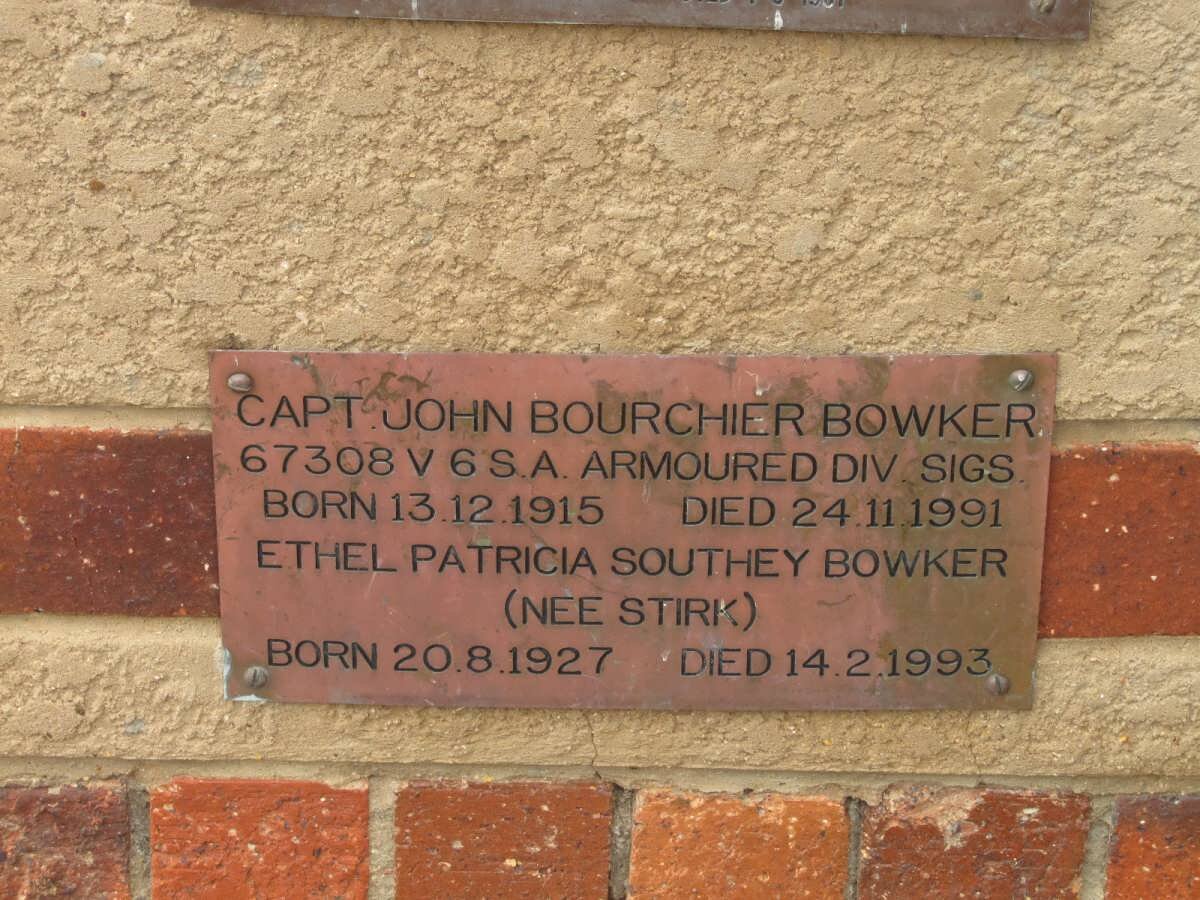 CAPT. JOHN BOURCHIER BOWKER
67308 V 6 S.A. ARMOURED DIV. SIGS.
BORN 13.12.1915 DIED 24.11.1991
ETHEL PATRICIA SOUTHEY BOWKER
(NEE STIRK)
BORN 20.8.1927 DIED 14.2.1993